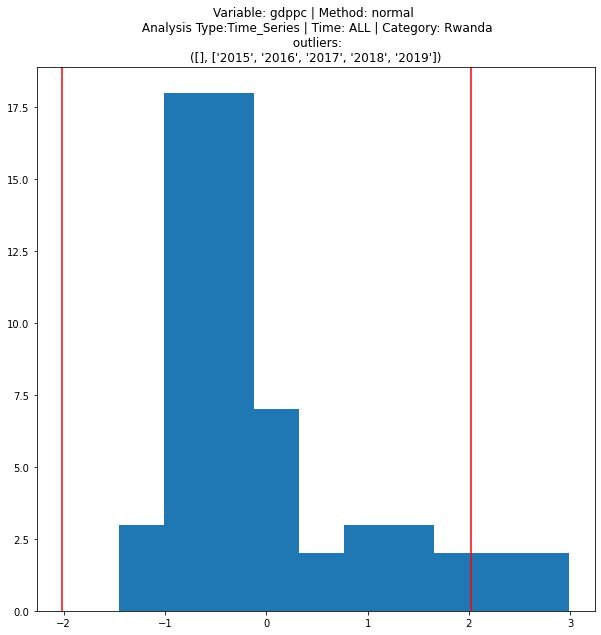 Variable: gdppc | Method: normal
Analysis Type:Time_Series | Time: ALL | Category: Rwanda
outliers:
([], ['2015', '2016', '2017', '2018', '2019'])
17.5
15.0
12.5
10.0
7.5
5.0
2.5
0.0
−2 −1 0 1 2 3